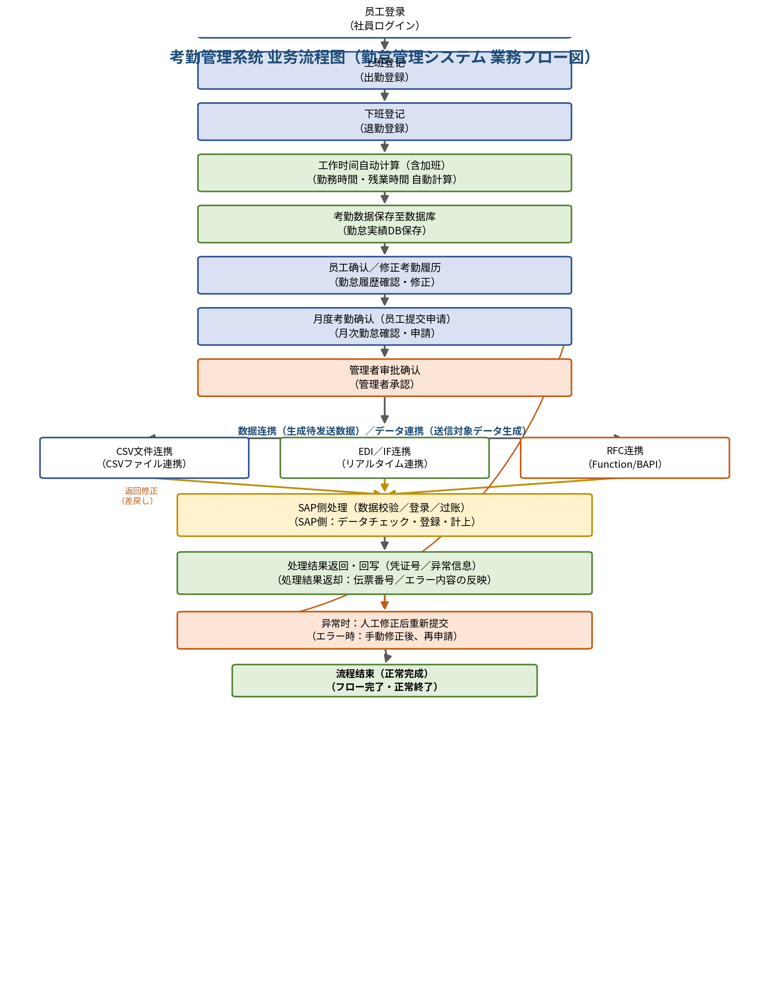 员工登录
（社員ログイン）
考勤管理系统 业务流程图（勤怠管理システム 業務フロー図）
上班登记
（出勤登録）
下班登记
（退勤登録）
工作时间自动计算（含加班）
（勤務時間・残業時間 自動計算）
考勤数据保存至数据库
（勤怠実績DB保存）
员工确认／修正考勤履历
（勤怠履歴確認・修正）
月度考勤确认（员工提交申请）
（月次勤怠確認・申請）
管理者审批确认
（管理者承認）
数据连携（生成待发送数据）／データ連携（送信対象データ生成）
CSV文件连携
（CSVファイル連携）
EDI／IF连携
（リアルタイム連携）
RFC连携
（Function/BAPI）
返回修正
（差戻し）
SAP侧处理（数据校验／登录／过账）
（SAP側：データチェック・登録・計上）
处理结果返回・回写（凭证号／异常信息）
（処理結果返却：伝票番号／エラー内容の反映）
异常时：人工修正后重新提交
（エラー時：手動修正後、再申請）
流程结束（正常完成）
（フロー完了・正常終了）